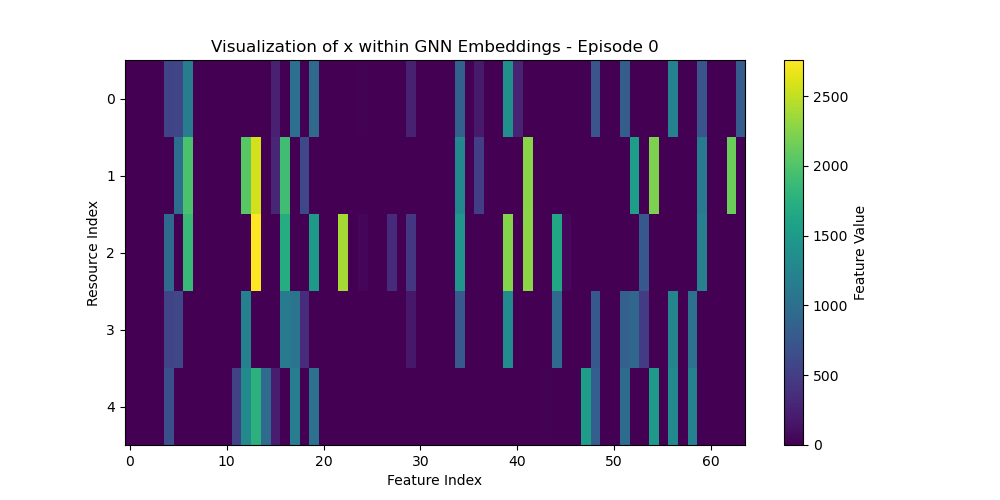 Visualization of x within GNN Embeddings - Episode 0
Resource Index
0
1
2
3
4
0 10 20 30 40 50 60
Feature Index
2500
2000
1500
1000
500
0
Feature Value